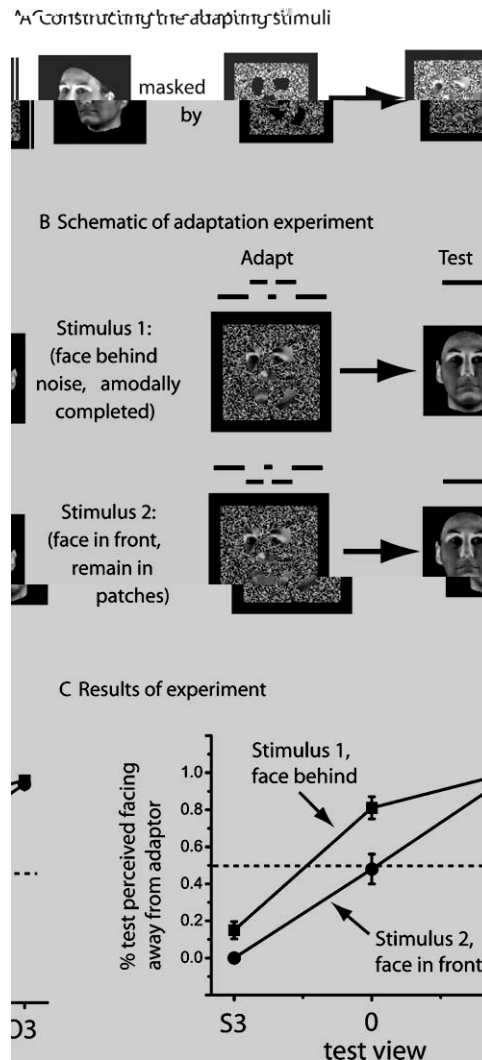 A Constructing the adapting stimuli
masked
by
B Schematic of adaptation experiment
Adapt
Test
Stimulus 1:
(face behind
noise, amodally
completed)
Stimulus 2:
(face in front,
remain in
patches)
C Results of experiment
% test perceived facing
away from adaptor
1.0
0.8
0.6
0.4
0.2
0.0
Stimulus 1,
face behind
Stimulus 2,
face in front
O3
S3
0
test view